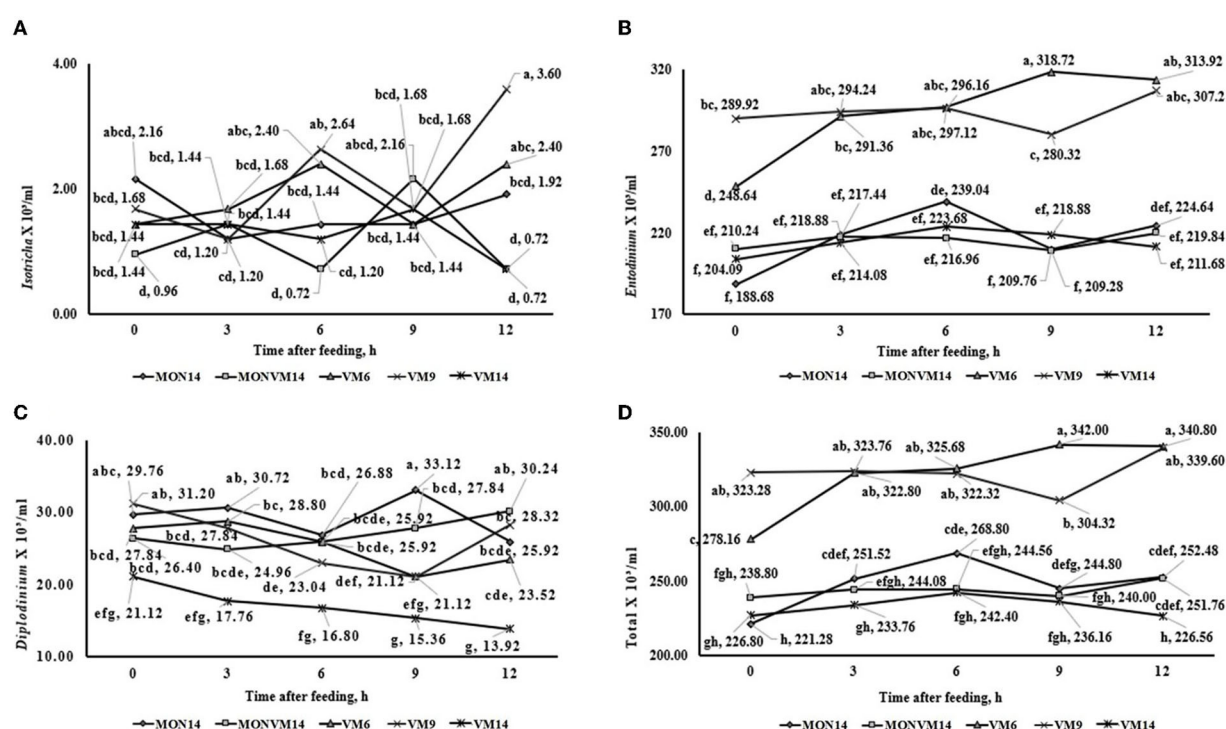 A
4.00
2.00
0.00
Isotricha X 10³/ml
abcd, 2.16
bcd, 1.44
bcd, 1.68
bcd, 1.68
bcd, 1.44
bcd, 1.44
d, 0.96
bcd, 1.44
cd, 1.20
cd, 1.20
abc, 2.40
ab, 2.64
bcd, 1.44
cd, 1.20
d, 0.72
bcd, 1.68
bcd, 1.68
abcd, 2.16
bcd, 1.44
bcd, 1.44
a, 3.60
abc, 2.40
bcd, 1.92
d, 0.72
d, 0.72
0 3 6 9 12
Time after feeding, h
MON14 MONVM14 VM6 VM9 VM14
B
320
270
220
170
Entodinium X 10³/ml
bc, 289.92
d, 248.64
ef, 210.24
f, 204.09
f, 188.68
abc, 294.24
bc, 291.36
ef, 217.44
ef, 218.88
ef, 214.08
abc, 296.16
abc, 297.12
de, 239.04
ef, 223.68
ef, 216.96
a, 318.72
c, 280.32
ef, 218.88
f, 209.76
f, 209.28
ab, 313.92
abc, 307.2
def, 224.64
ef, 219.84
ef, 211.68
0 3 6 9 12
Time after feeding, h
MON14 MONVM14 VM6 VM9 VM14
C
40.00
30.00
20.00
10.00
Diplodinium X 10³/ml
abc, 29.76
ab, 31.20
bcd, 27.84
bcd, 26.40
efg, 21.12
ab, 30.72
bc, 28.80
bcd, 27.84
bcde, 24.96
efg, 17.76
bcd, 26.88
bcde, 25.92
bcde, 25.92
de, 23.04
fg, 16.80
a, 33.12
bcd, 27.84
def, 21.12
efg, 21.12
g, 15.36
ab, 30.24
bc, 28.32
bcde, 25.92
cde, 23.52
g, 13.92
0 3 6 9 12
Time after feeding, h
MON14 MONVM14 VM6 VM9 VM14
D
350.00
300.00
250.00
200.00
Total X 10³/ml
ab, 323.28
c, 278.16
fgh, 238.80
gh, 226.80
h, 221.28
ab, 323.76
ab, 322.80
cdef, 251.52
efgh, 244.08
gh, 233.76
ab, 325.68
ab, 322.32
cde, 268.80
efgh, 244.56
fgh, 242.40
a, 342.00
b, 304.32
defg, 244.80
fgh, 240.00
fgh, 236.16
a, 340.80
ab, 339.60
cdef, 252.48
cdef, 251.76
h, 226.56
0 3 6 9 12
Time after feeding, h
MON14 MONVM14 VM6 VM9 VM14